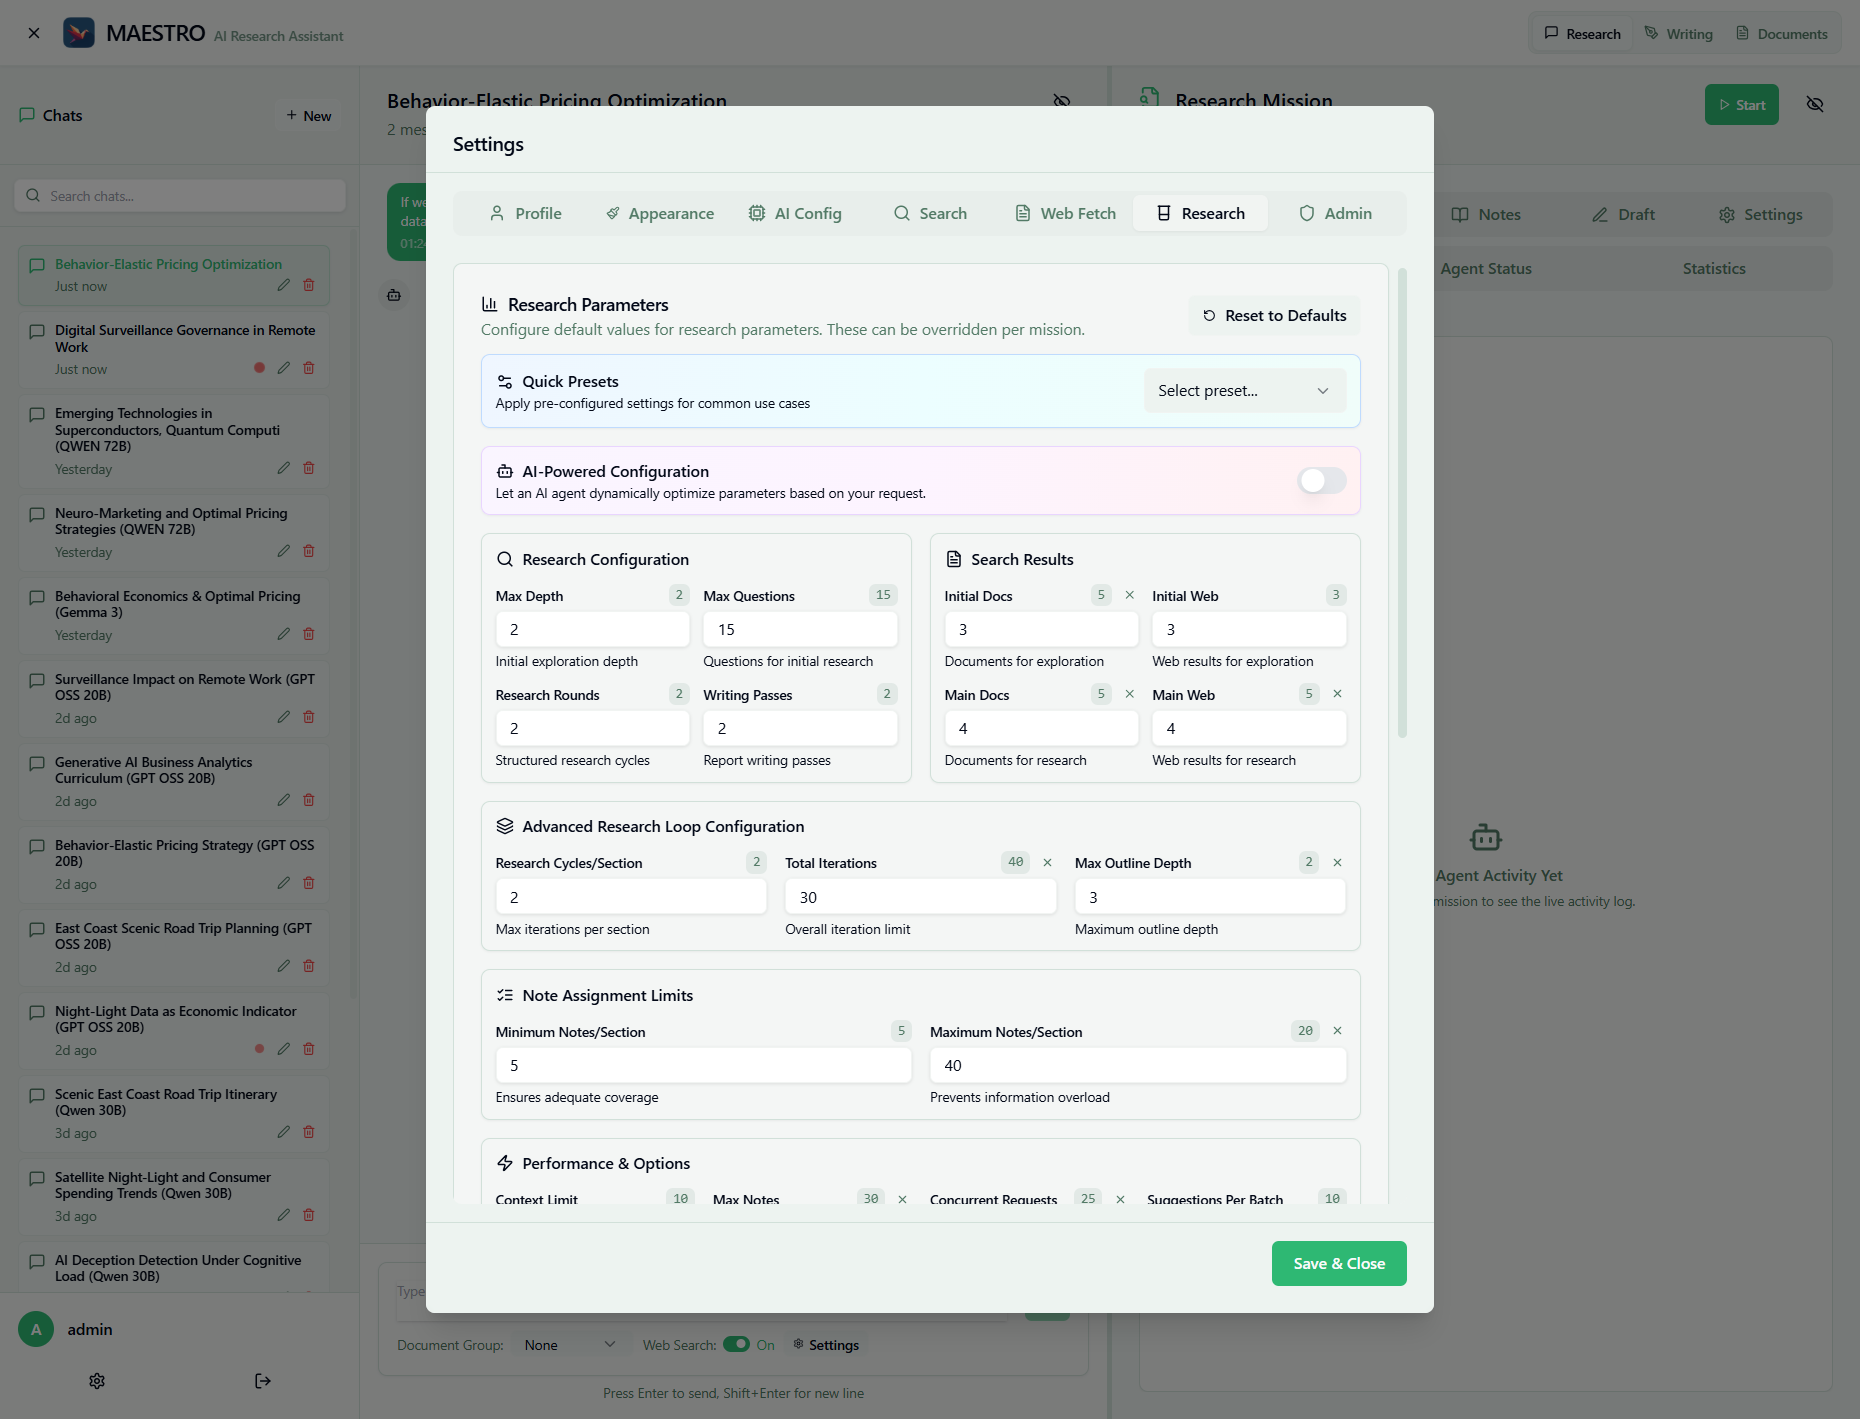 MAESTRO AI Research Assistant
Research
Writing
Documents
Chats
+ New
Search chats...
Behavior-Elastic Pricing Optimization
Just now
Digital Surveillance Governance in Remote
Work
Just now
Emerging Technologies in
Superconductors, Quantum Computi
(QWEN 72B)
Yesterday
Neuro-Marketing and Optimal Pricing
Strategies (QWEN 72B)
Yesterday
Behavioral Economics & Optimal Pricing
(Gemma 3)
Yesterday
Surveillance Impact on Remote Work (GPT
OSS 20B)
2d ago
Generative AI Business Analytics
Curriculum (GPT OSS 20B)
2d ago
Behavior-Elastic Pricing Strategy (GPT OSS
20B)
2d ago
East Coast Scenic Road Trip Planning (GPT
OSS 20B)
2d ago
Night-Light Data as Economic Indicator
(GPT OSS 20B)
2d ago
Scenic East Coast Road Trip Itinerary
(Qwen 30B)
3d ago
Satellite Night-Light and Consumer
Spending Trends (Qwen 30B)
3d ago
AI Deception Detection Under Cognitive
Load (Qwen 30B)
A admin
Behavior-Elastic Pricing Optimization
2 mes
If we
data
01:24
Settings
Profile
Appearance
AI Config
Search
Web Fetch
Research
Admin
Research Parameters
Configure default values for research parameters. These can be overridden per mission.
Reset to Defaults
Quick Presets
Apply pre-configured settings for common use cases
Select preset...
AI-Powered Configuration
Let an AI agent dynamically optimize parameters based on your request.
Research Configuration
Max Depth 2
2
Initial exploration depth
Max Questions 15
15
Questions for initial research
Research Rounds 2
2
Structured research cycles
Writing Passes 2
2
Report writing passes
Search Results
Initial Docs 5 ×
3
Documents for exploration
Initial Web 3
3
Web results for exploration
Main Docs 5 ×
4
Documents for research
Main Web 5 ×
4
Web results for research
Advanced Research Loop Configuration
Research Cycles/Section 2
2
Max iterations per section
Total Iterations 40 ×
30
Overall iteration limit
Max Outline Depth 2 ×
3
Maximum outline depth
Note Assignment Limits
Minimum Notes/Section 5
5
Ensures adequate coverage
Maximum Notes/Section 20 ×
40
Prevents information overload
Performance & Options
Context Limit 10
Max Notes 30 ×
Concurrent Requests 25 ×
Suggestions Per Batch 10
Save & Close
Type
Document Group: None
Web Search: On
Settings
Press Enter to send, Shift+Enter for new line
Research Mission
Start
Notes
Draft
Settings
Agent Status
Statistics
Agent Activity Yet
mission to see the live activity log.